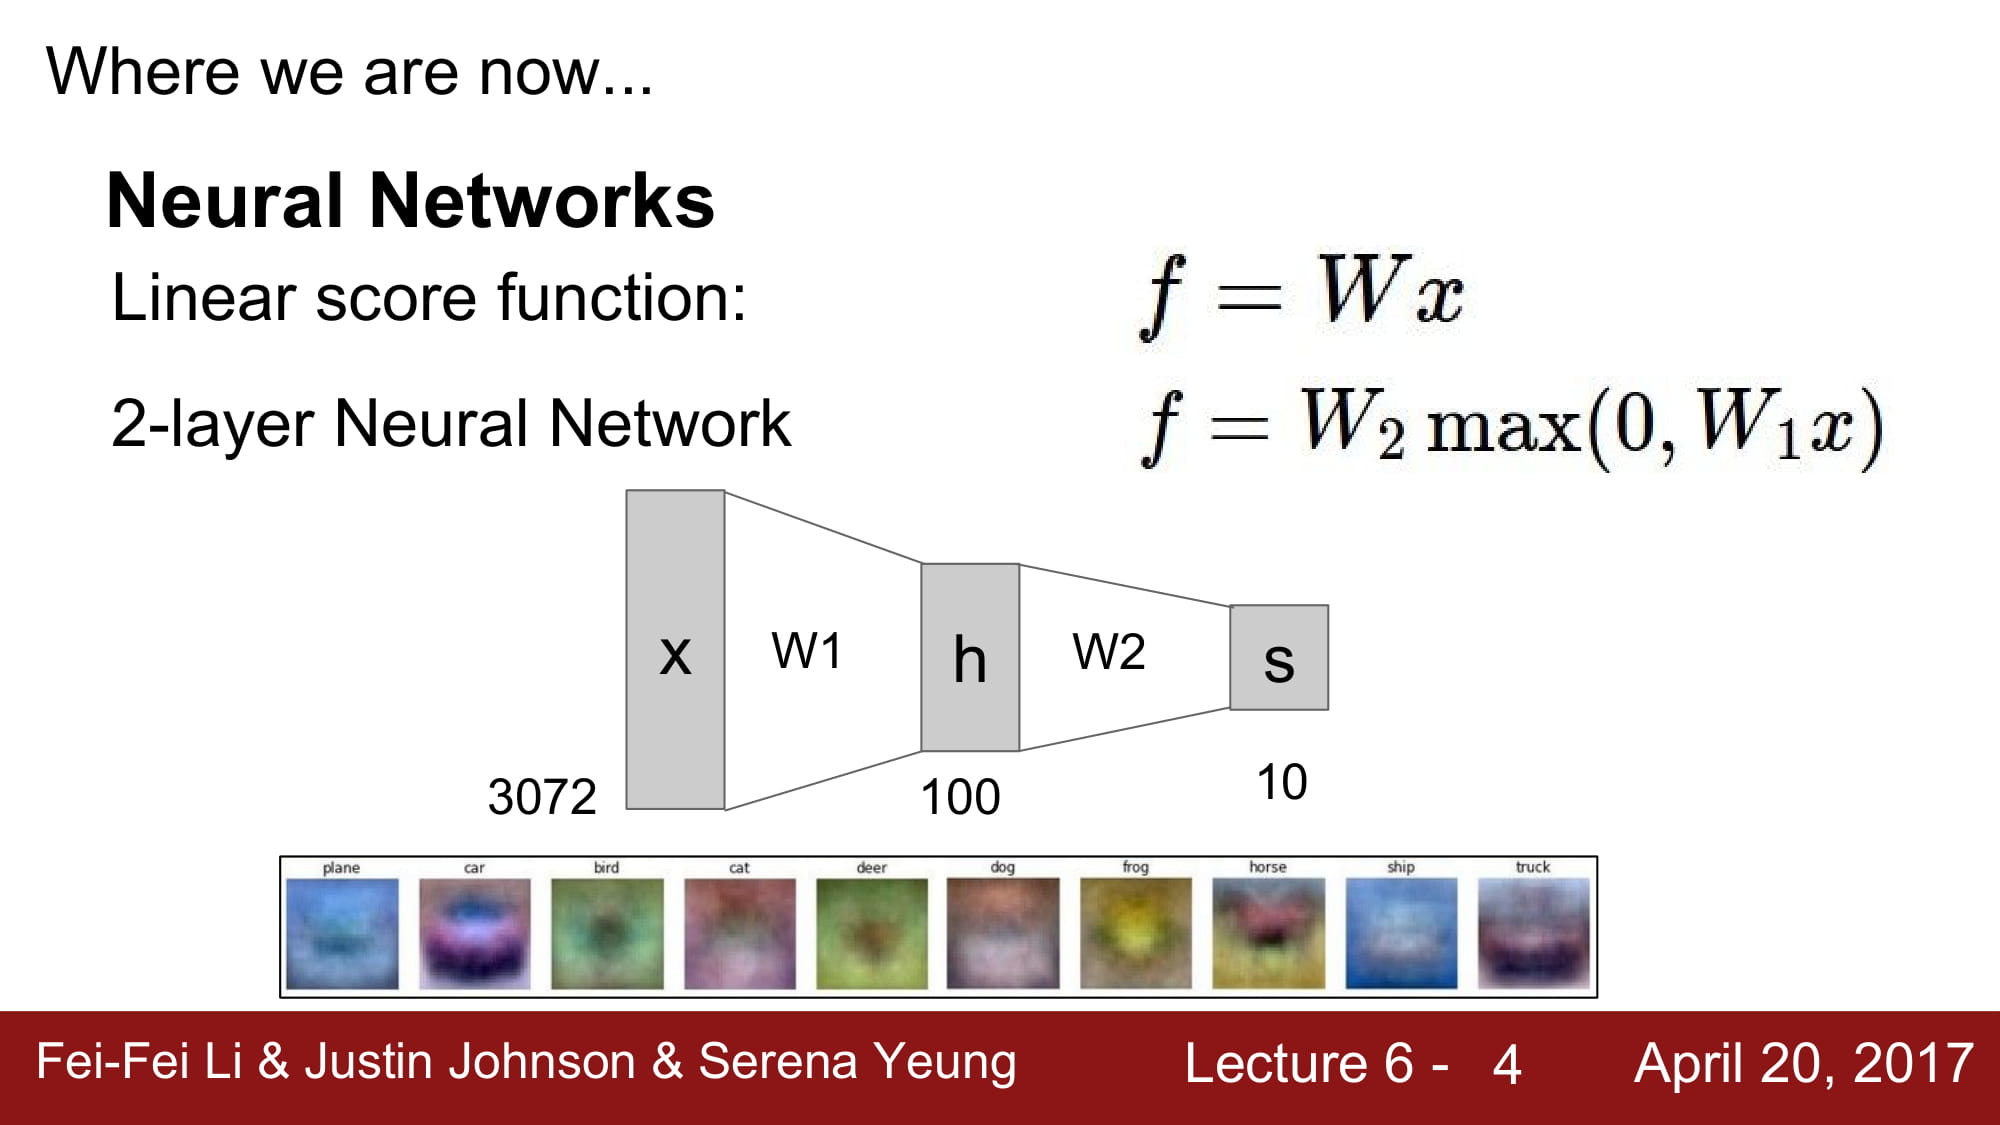 Where we are now...
Neural Networks
Linear score function:
f = Wx
2-layer Neural Network
f = W₂ max(0, W₁x)
x
W1
h
W2
s
3072
100
10
plane car bird cat deer dog frog horse ship truck
Fei-Fei Li & Justin Johnson & Serena Yeung
Lecture 6 - 4
April 20, 2017